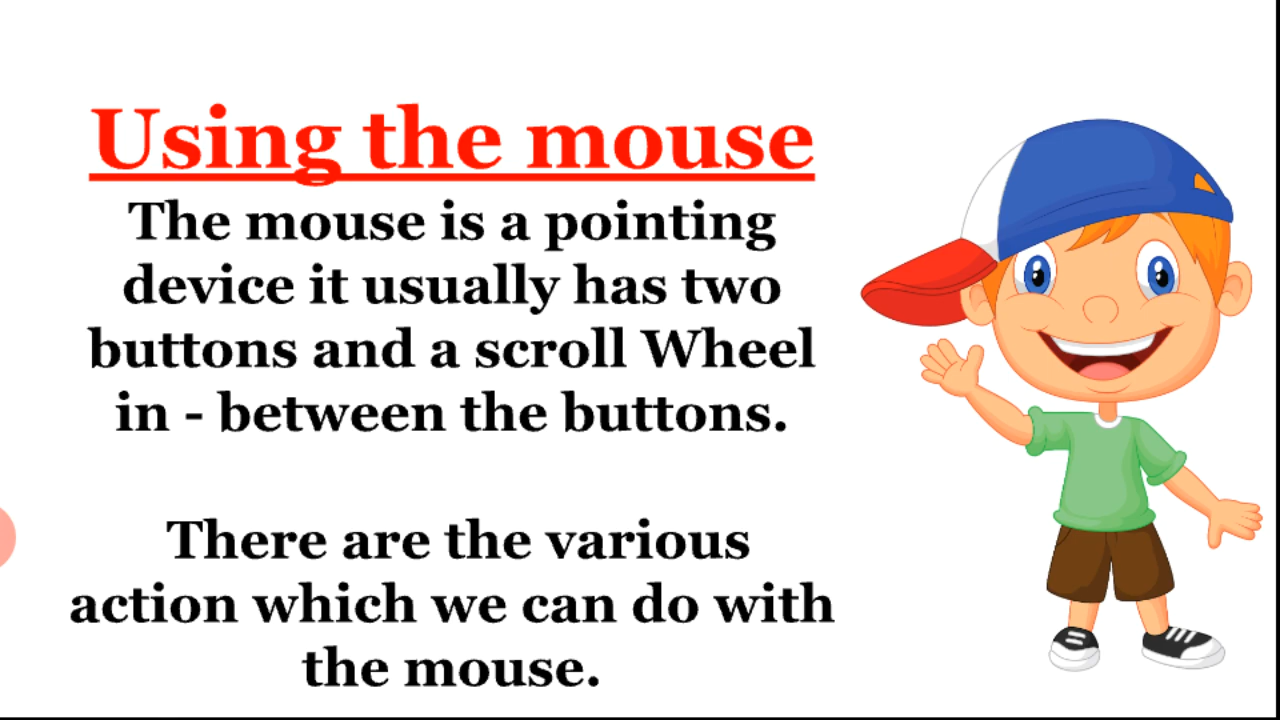 Using the mouse
The mouse is a pointing
device it usually has two
buttons and a scroll Wheel
in - between the buttons.
There are the various
action which we can do with
the mouse.